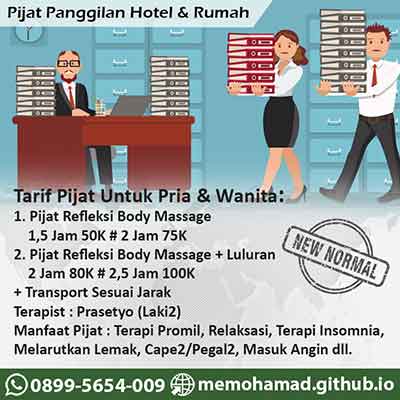 Pijat Panggilan Hotel & Rumah
Tarif Pijat Untuk Pria & Wanita:
1. Pijat Refleksi Body Massage
1,5 Jam 50K # 2 Jam 75K
2. Pijat Refleksi Body Massage + Luluran
2 Jam 80K # 2,5 Jam 100K
+ Transport Sesuai Jarak
Terapist : Prasetyo (Laki2)
Manfaat Pijat : Terapi Promil, Relaksasi, Terapi Insomnia,
Melarutkan Lemak, Cape2/Pegal2, Masuk Angin dll.
NEW NORMAL
0899-5654-009 memohamad.github.io